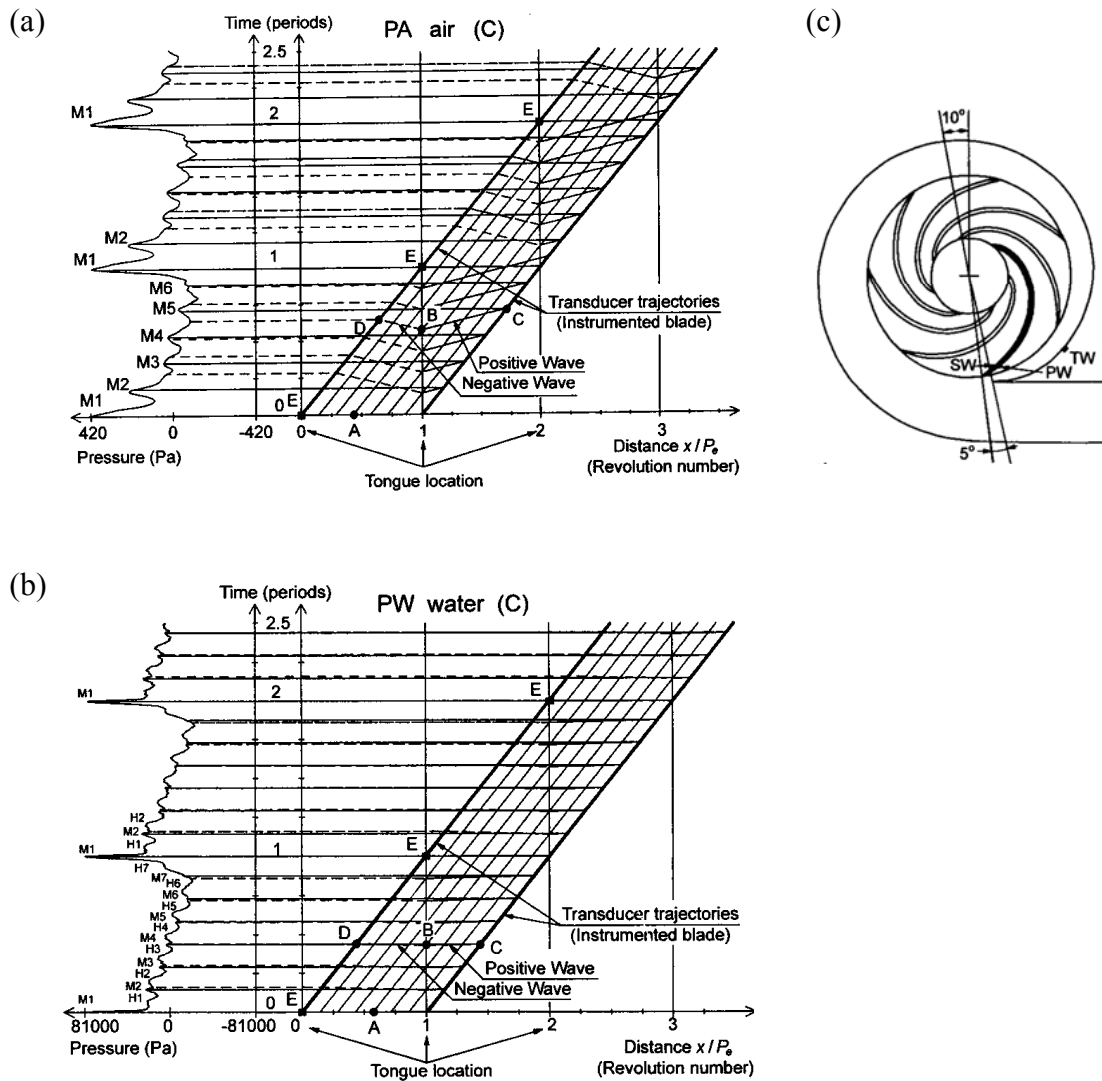 (a)
Time (periods)
PA air (C)
2.5
M1
2
E
M2
M1
1
E
M6
M5
M4
M3
M2
M1
D
B
C
Transducer trajectories
(Instrumented blade)
Positive Wave
Negative Wave
0
E
A
420
0
-420
0
1
2
3
Pressure (Pa)
Distance x / Pe
(Revolution number)
Tongue location
(c)
10°
SW
PW
TW
5°
(b)
Time (periods)
PW water (C)
2.5
M1
2
E
H2
M2
H1
M1
1
E
H7
M7
H6
M6
H5
M5
H4
M4
H3
M3
H2
M2
H1
M1
D
B
C
Transducer trajectories
(Instrumented blade)
Positive Wave
Negative Wave
0
E
A
81000
0
-81000
0
1
2
3
Pressure (Pa)
Distance x / Pe
(Revolution number)
Tongue location